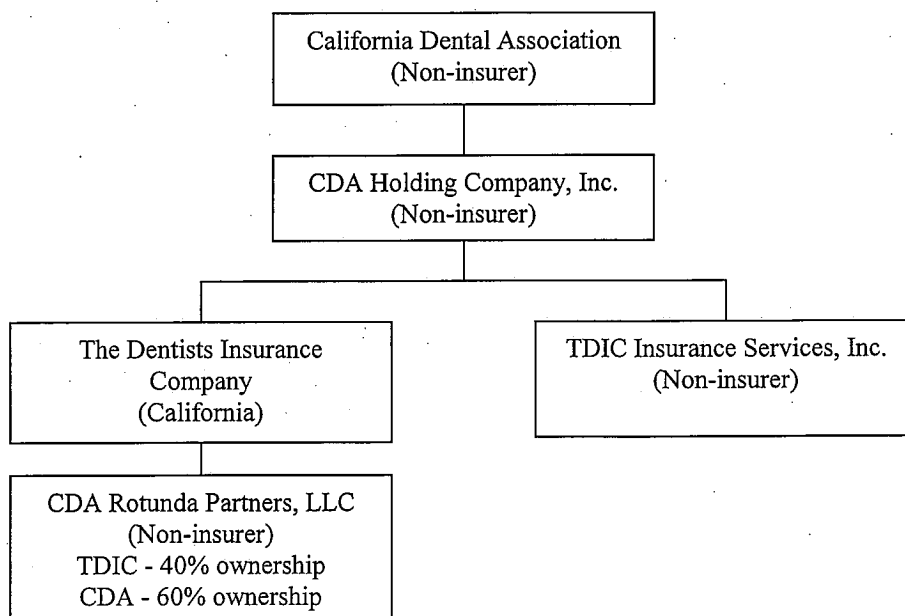 California Dental Association
(Non-insurer)
CDA Holding Company, Inc.
(Non-insurer)
The Dentists Insurance
Company
(California)
TDIC Insurance Services, Inc.
(Non-insurer)
CDA Rotunda Partners, LLC
(Non-insurer)
TDIC - 40% ownership
CDA - 60% ownership